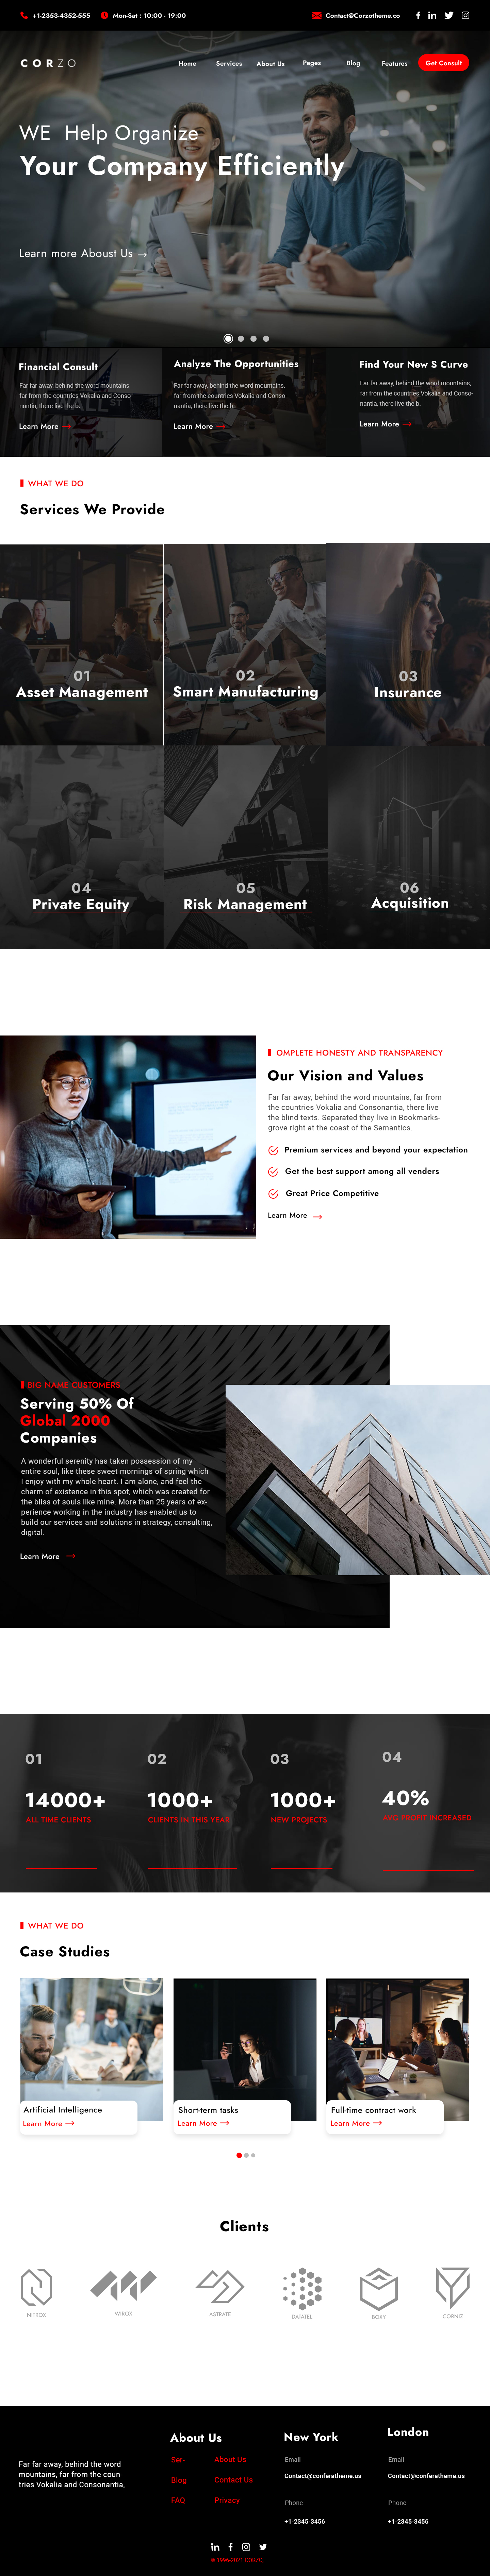 +1-2353-4352-555 Mon-Sat : 10:00 - 19:00 Contact@Corzotheme.co
CORZO Home Services About Us Pages Blog Features Get Consult
WE Help Organize
Your Company Efficiently
Learn more Aboust Us →
Financial Consult
Far far away, behind the word mountains,
far from the countries Vokalia and Conso-
nantia, there live the b.
Learn More
Analyze The Opportunities
Far far away, behind the word mountains,
far from the countries Vokalia and Conso-
nantia, there live the b.
Learn More
Find Your New S Curve
Far far away, behind the word mountains,
far from the countries Vokalia and Conso-
nantia, there live the b.
Learn More
WHAT WE DO
Services We Provide
01
Asset Management
02
Smart Manufacturing
03
Insurance
04
Private Equity
05
Risk Management
06
Acquisition
OMPLETE HONESTY AND TRANSPARENCY
Our Vision and Values
Far far away, behind the word mountains, far from
the countries Vokalia and Consonantia, there live
the blind texts. Separated they live in Bookmarks-
grove right at the coast of the Semantics.
Premium services and beyond your expectation
Get the best support among all venders
Great Price Competitive
Learn More
BIG NAME CUSTOMERS
Serving 50% Of
Global 2000
Companies
A wonderful serenity has taken possession of my
entire soul, like these sweet mornings of spring which
I enjoy with my whole heart. I am alone, and feel the
charm of existence in this spot, which was created for
the bliss of souls like mine. More than 25 years of ex-
perience working in the industry has enabled us to
build our services and solutions in strategy, consulting,
digital.
Learn More
01
14000+
ALL TIME CLIENTS
02
1000+
CLIENTS IN THIS YEAR
03
1000+
NEW PROJECTS
04
40%
AVG PROFIT INCREASED
WHAT WE DO
Case Studies
Artificial Intelligence
Learn More
Short-term tasks
Learn More
Full-time contract work
Learn More
Clients
NITROX
WIROX
ASTRATE
DATATEL
BOXY
CORNIZ
Far far away, behind the word
mountains, far from the coun-
tries Vokalia and Consonantia,
About Us
Ser- About Us
Blog Contact Us
FAQ Privacy
New York
Email
Contact@conferatheme.us
Phone
+1-2345-3456
London
Email
Contact@conferatheme.us
Phone
+1-2345-3456